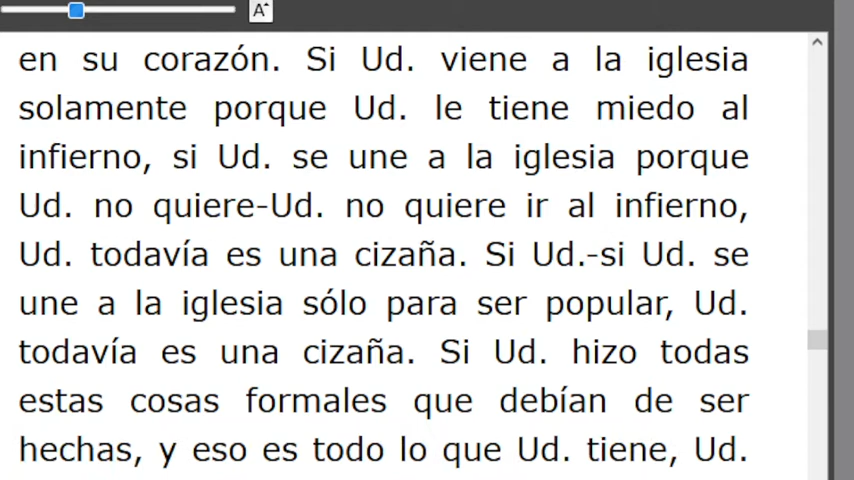 A
en su corazón. Si Ud. viene a la iglesia
solamente porque Ud. le tiene miedo al
infierno, si Ud. se une a la iglesia porque
Ud. no quiere-Ud. no quiere ir al infierno,
Ud. todavía es una cizaña. Si Ud.-si Ud. se
une a la iglesia sólo para ser popular, Ud.
todavía es una cizaña. Si Ud. hizo todas
estas cosas formales que debían de ser
hechas, y eso es todo lo que Ud. tiene, Ud.